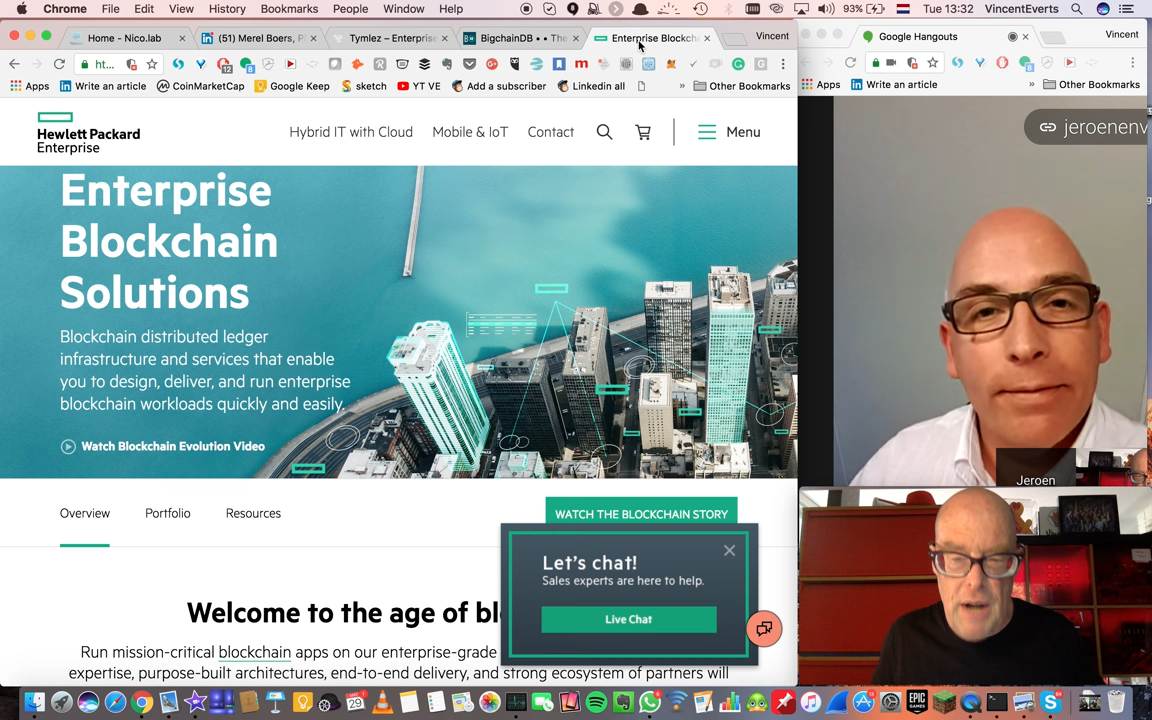 Chrome File Edit View History Bookmarks People Window Help
93% Tue 13:32 VincentEverts
Home - Nico.lab
(51) Merel Boers, P
Tymlez – Enterprise
BigchainDB • • The
Enterprise Blockch
Vincent
ht...
12
8
Apps Write an article CoinMarketCap Google Keep sketch YT VE Add a subscriber Linkedin all » Other Bookmarks
Google Hangouts
Vincent
Apps Write an article » Other Bookmarks
Hewlett Packard
Enterprise
Hybrid IT with Cloud Mobile & IoT Contact Menu
jeroenenv
Enterprise
Blockchain
Solutions
Blockchain distributed ledger
infrastructure and services that enable
you to design, deliver, and run enterprise
blockchain workloads quickly and easily.
Watch Blockchain Evolution Video
Jeroen
Overview Portfolio Resources
WATCH THE BLOCKCHAIN STORY
Let's chat!
Sales experts are here to help.
Live Chat
Welcome to the age of bl
Run mission-critical blockchain apps on our enterprise-grade
expertise, purpose-built architectures, end-to-end delivery, and strong ecosystem of partners will
29
EPIC
GAMES